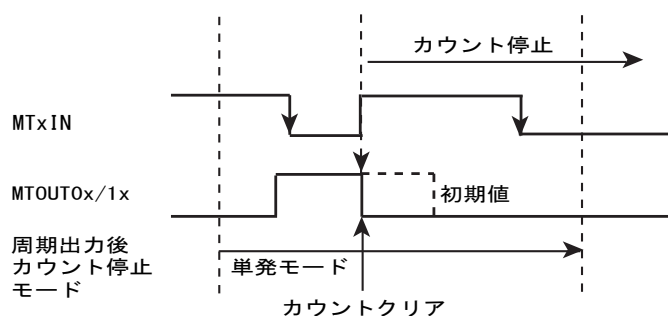 カウント停止
MTxIN
MTOUT0x/1x
初期値
周期出力後
カウント停止
モード
単発モード
カウントクリア